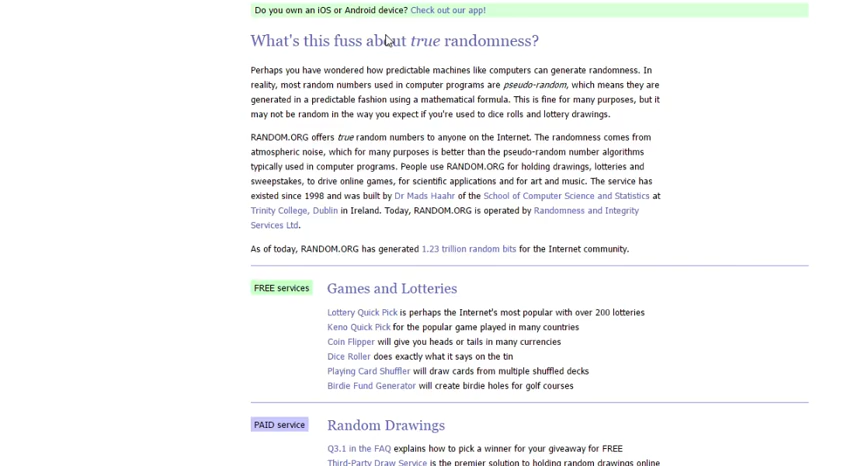 Do you own an iOS or Android device? Check out our app!
What's this fuss about true randomness?
Perhaps you have wondered how predictable machines like computers can generate randomness. In
reality, most random numbers used in computer programs are pseudo-random, which means they are
generated in a predictable fashion using a mathematical formula. This is fine for many purposes, but it
may not be random in the way you expect if you're used to dice rolls and lottery drawings.
RANDOM.ORG offers true random numbers to anyone on the Internet. The randomness comes from
atmospheric noise, which for many purposes is better than the pseudo-random number algorithms
typically used in computer programs. People use RANDOM.ORG for holding drawings, lotteries and
sweepstakes, to drive online games, for scientific applications and for art and music. The service has
existed since 1998 and was built by Dr Mads Haahr of the School of Computer Science and Statistics at
Trinity College, Dublin in Ireland. Today, RANDOM.ORG is operated by Randomness and Integrity
Services Ltd.
As of today, RANDOM.ORG has generated 1.23 trillion random bits for the Internet community.
FREE services
Games and Lotteries
Lottery Quick Pick is perhaps the Internet's most popular with over 200 lotteries
Keno Quick Pick for the popular game played in many countries
Coin Flipper will give you heads or tails in many currencies
Dice Roller does exactly what it says on the tin
Playing Card Shuffler will draw cards from multiple shuffled decks
Birdie Fund Generator will create birdie holes for golf courses
PAID service
Random Drawings
Q3.1 in the FAQ explains how to pick a winner for your giveaway for FREE
Third-Party Draw Service is the premier solution to holding random drawings online